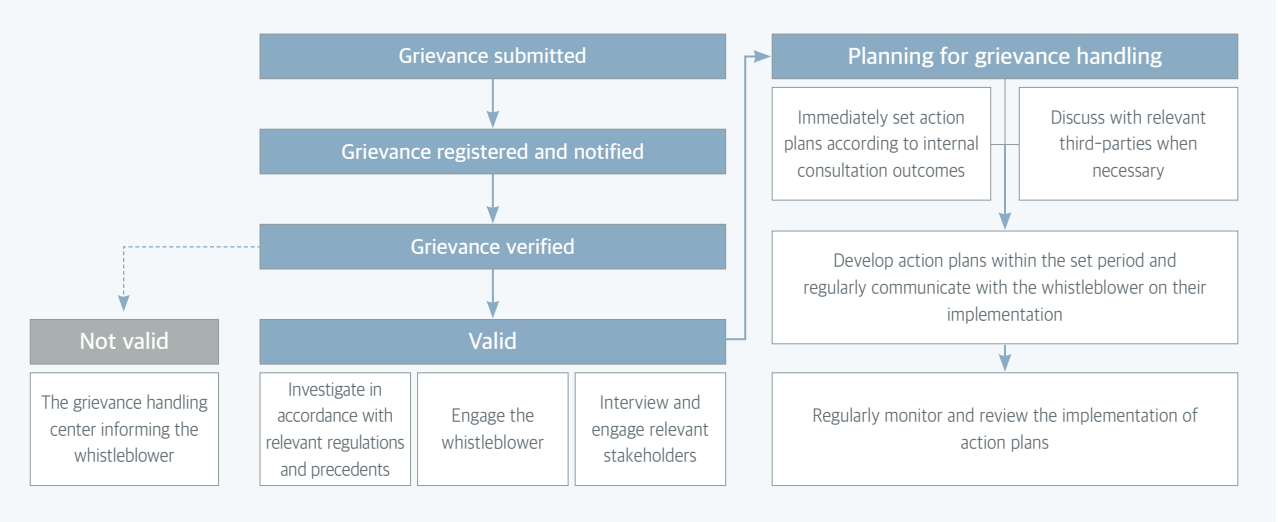 Grievance submitted
Grievance registered and notified
Grievance verified
Not valid
The grievance handling
center informing the
whistleblower
Valid
Investigate in
accordance with
relevant regulations
and precedents
Engage the
whistleblower
Interview and
engage relevant
stakeholders
Planning for grievance handling
Immediately set action
plans according to internal
consultation outcomes
Discuss with relevant
third-parties when
necessary
Develop action plans within the set period and
regularly communicate with the whistleblower on their
implementation
Regularly monitor and review the implementation of
action plans